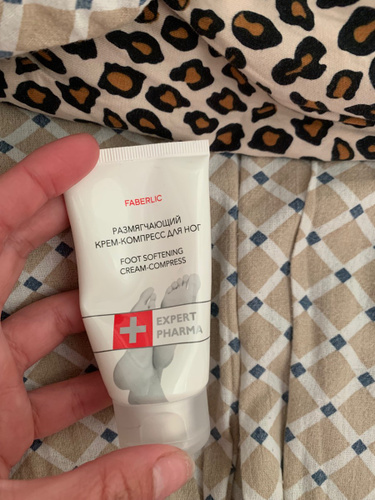 FABERLIC
РАЗМЯГЧАЮЩИЙ
КРЕМ-КОМПРЕСС ДЛЯ НОГ
FOOT SOFTENING
CREAM-COMPRESS
EXPERT
PHARMA